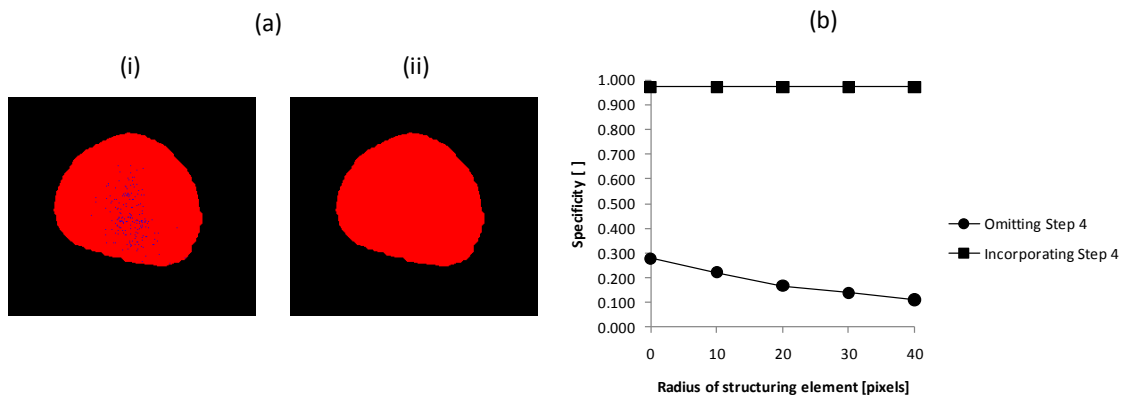 (a)
(i)
(ii)
(b)
1.000
0.900
0.800
0.700
0.600
0.500
0.400
0.300
0.200
0.100
0.000
Specificity [ ]
0 10 20 30 40
Radius of structuring element [pixels]
Omitting Step 4
Incorporating Step 4